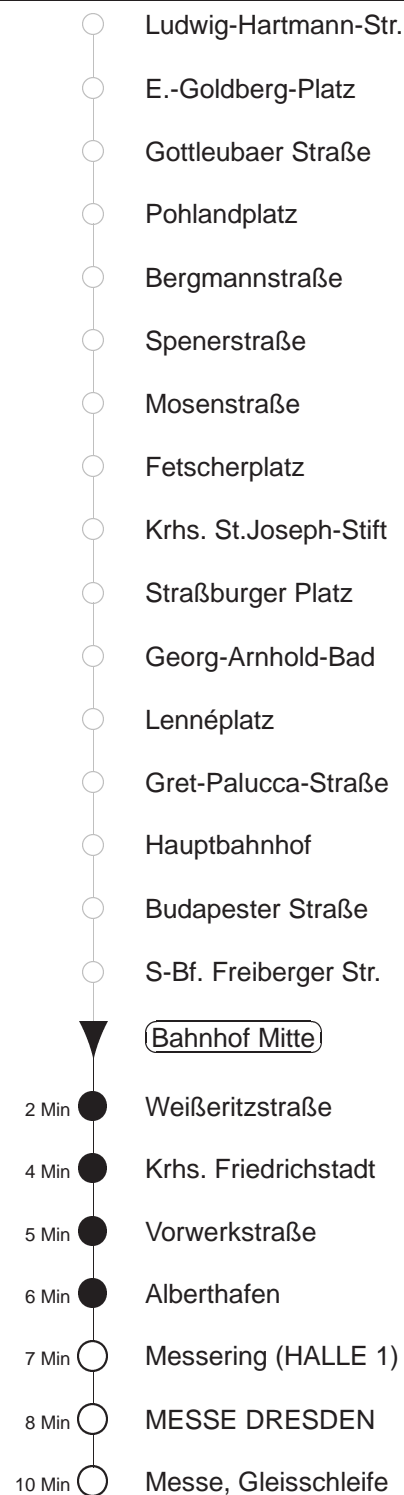 Ludwig-Hartmann-Str.
E.-Goldberg-Platz
Gottleubaer Straße
Pohlandplatz
Bergmannstraße
Spenerstraße
Mosenstraße
Fetscherplatz
Krhs. St.Joseph-Stift
Straßburger Platz
Georg-Arnhold-Bad
Lennéplatz
Gret-Palucca-Straße
Hauptbahnhof
Budapester Straße
S-Bf. Freiberger Str.
Bahnhof Mitte
2 Min Weißeritzstraße
4 Min Krhs. Friedrichstadt
5 Min Vorwerkstraße
6 Min Alberthafen
7 Min Messering (HALLE 1)
8 Min MESSE DRESDEN
10 Min Messe, Gleisschleife